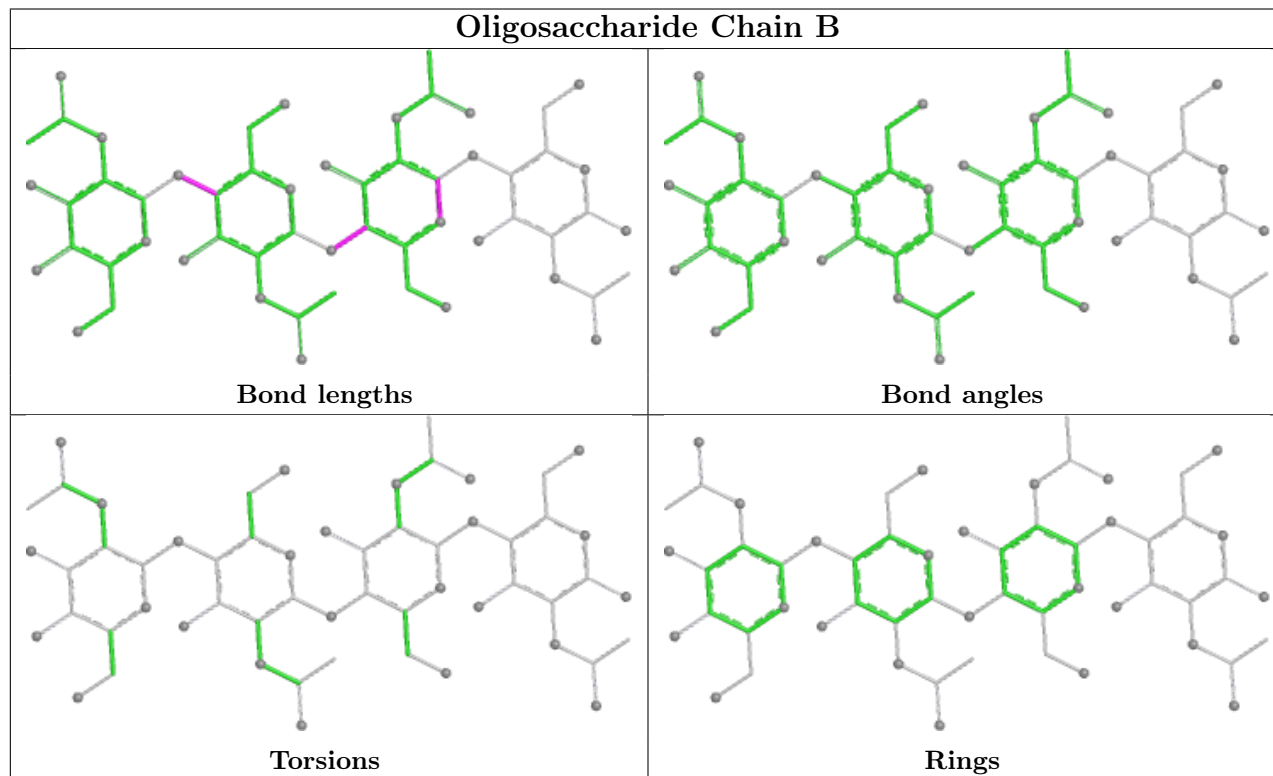 Oligosaccharide Chain B
Bond lengths
Bond angles
Torsions
Rings